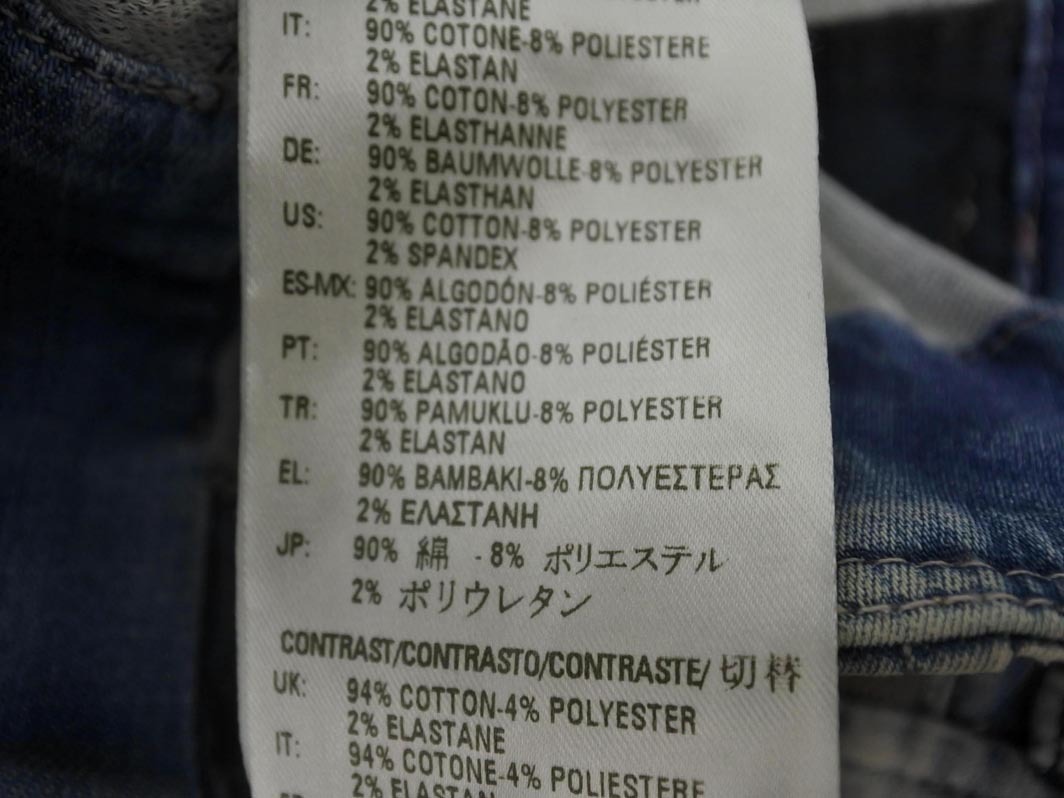 2% ELASTANE
IT: 90% COTONE-8% POLIESTERE
2% ELASTAN
FR: 90% COTON-8% POLYESTER
2% ELASTHANNE
DE: 90% BAUMWOLLE-8% POLYESTER
2% ELASTHAN
US: 90% COTTON-8% POLYESTER
2% SPANDEX
ES-MX: 90% ALGODÓN-8% POLIÉSTER
2% ELASTANO
PT: 90% ALGODÃO-8% POLIÉSTER
2% ELASTANO
TR: 90% PAMUKLU-8% POLYESTER
2% ELASTAN
EL: 90% BAMBAKI-8% ΠΟΛΥΕΣΤΕΡΑΣ
2% ΕΛΑΣΤΑΝΗ
JP: 90% 綿 -8% ポリエステル
2% ポリウレタン
CONTRAST/CONTRASTO/CONTRASTE/ 切替
UK: 94% COTTON-4% POLYESTER
2% ELASTANE
IT: 94% COTONE-4% POLIESTERE
2% ELASTAN